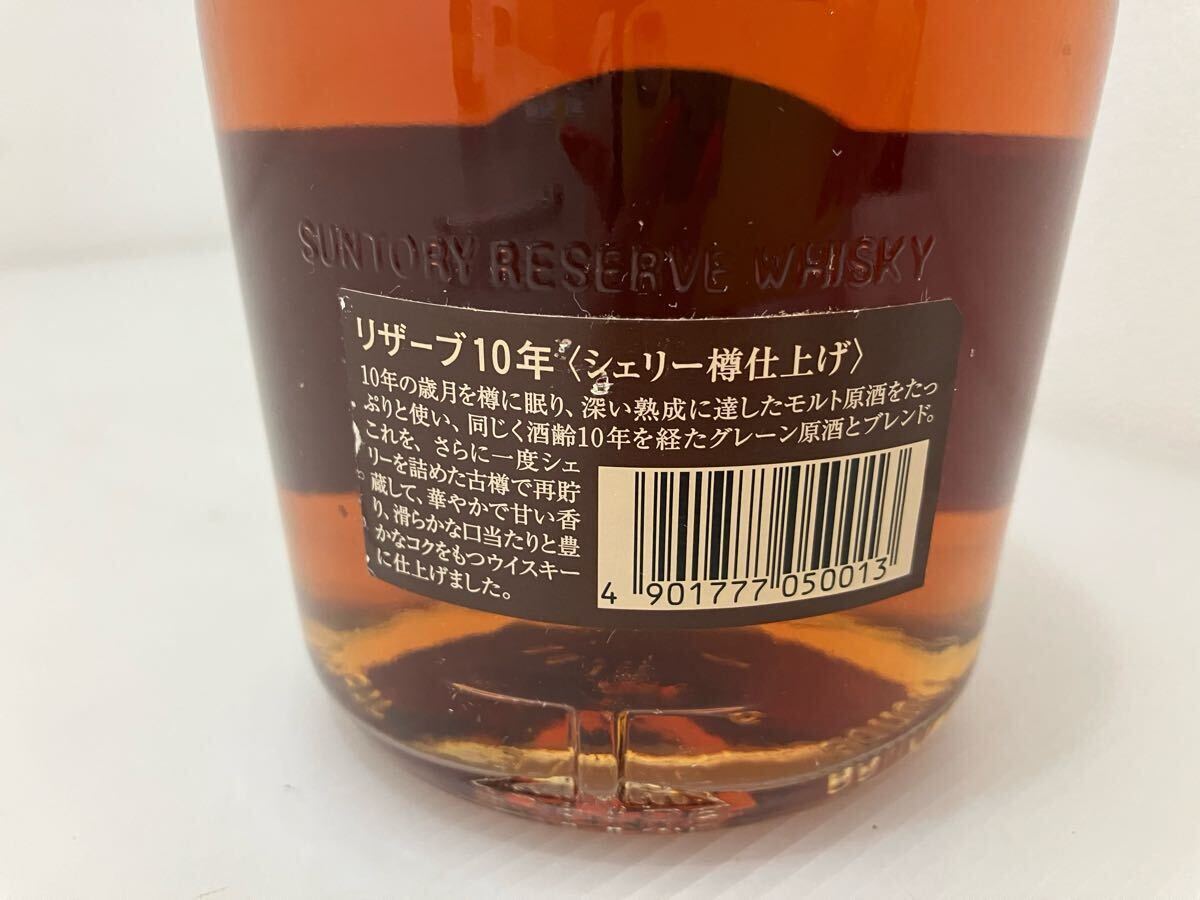 SUNTORY RESERVE WHISKY
リザーブ10年〈シェリー樽仕上げ〉
10年の歳月を樽に眠り、深い熟成に達したモルト原酒をたっ
ぷりと使い、同じく酒齢10年を経たグレーン原酒とブレンド。
これを、さらに一度シェ
リーを詰めた古樽で再貯
蔵して、華やかで甘い香
り、滑らかな口当たりと豊
かなコクをもつウイスキー
に仕上げました。
4 901777 050013